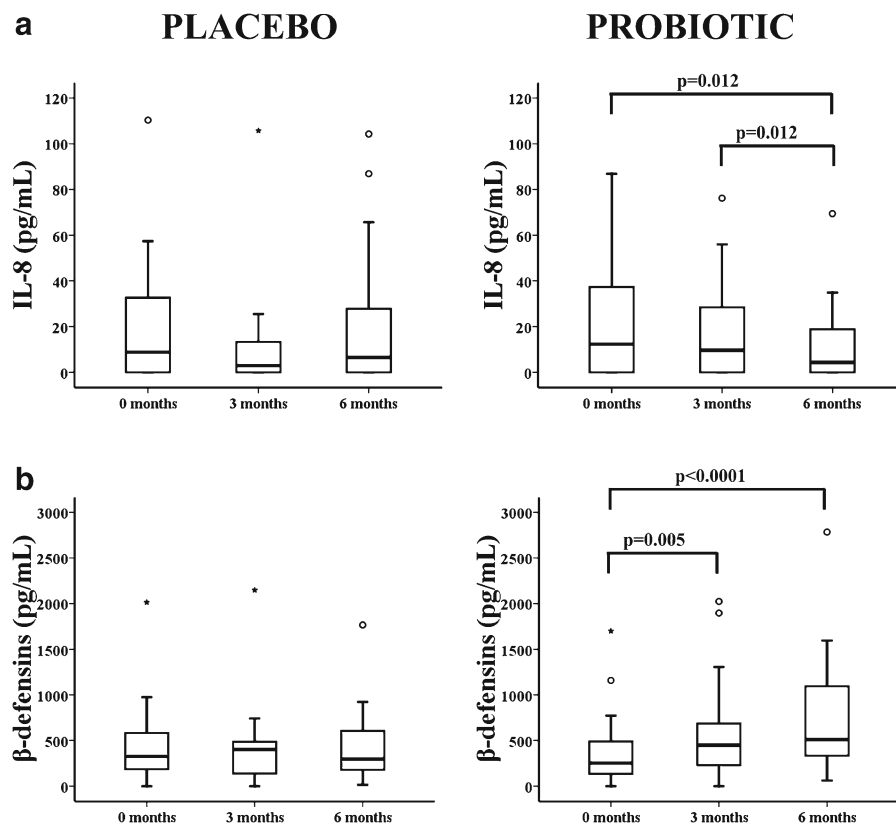 a
PLACEBO
PROBIOTIC
IL-8 (pg/mL)
120
100
80
60
40
20
0
0 months 3 months 6 months
IL-8 (pg/mL)
120
100
80
60
40
20
0
p=0.012
p=0.012
0 months 3 months 6 months
b
β-defensins (pg/mL)
3000
2500
2000
1500
1000
500
0
0 months 3 months 6 months
β-defensins (pg/mL)
3000
2500
2000
1500
1000
500
0
p<0.0001
p=0.005
0 months 3 months 6 months